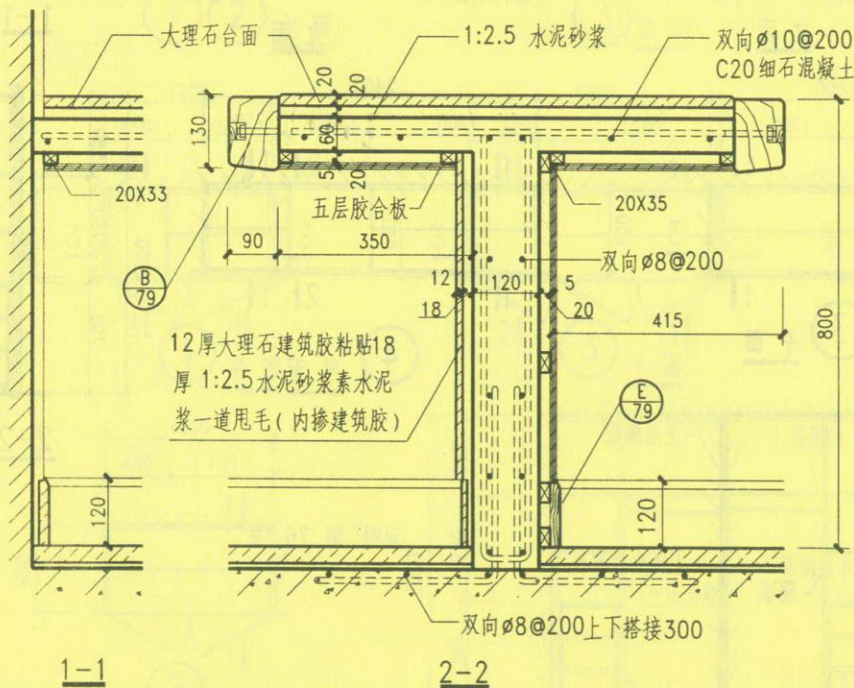 大理石台面
1:2.5 水泥砂浆
双向ø10@200
C20细石混凝土
20
20
130
60
5
20
20X33
五层胶合板
20X35
90
350
B
79
12
120
5
18
20
双向ø8@200
415
800
12厚大理石建筑胶粘贴18
厚 1:2.5水泥砂浆素水泥
浆一道甩毛(内掺建筑胶)
E
79
120
120
双向ø8@200上下搭接300
1-1
2-2